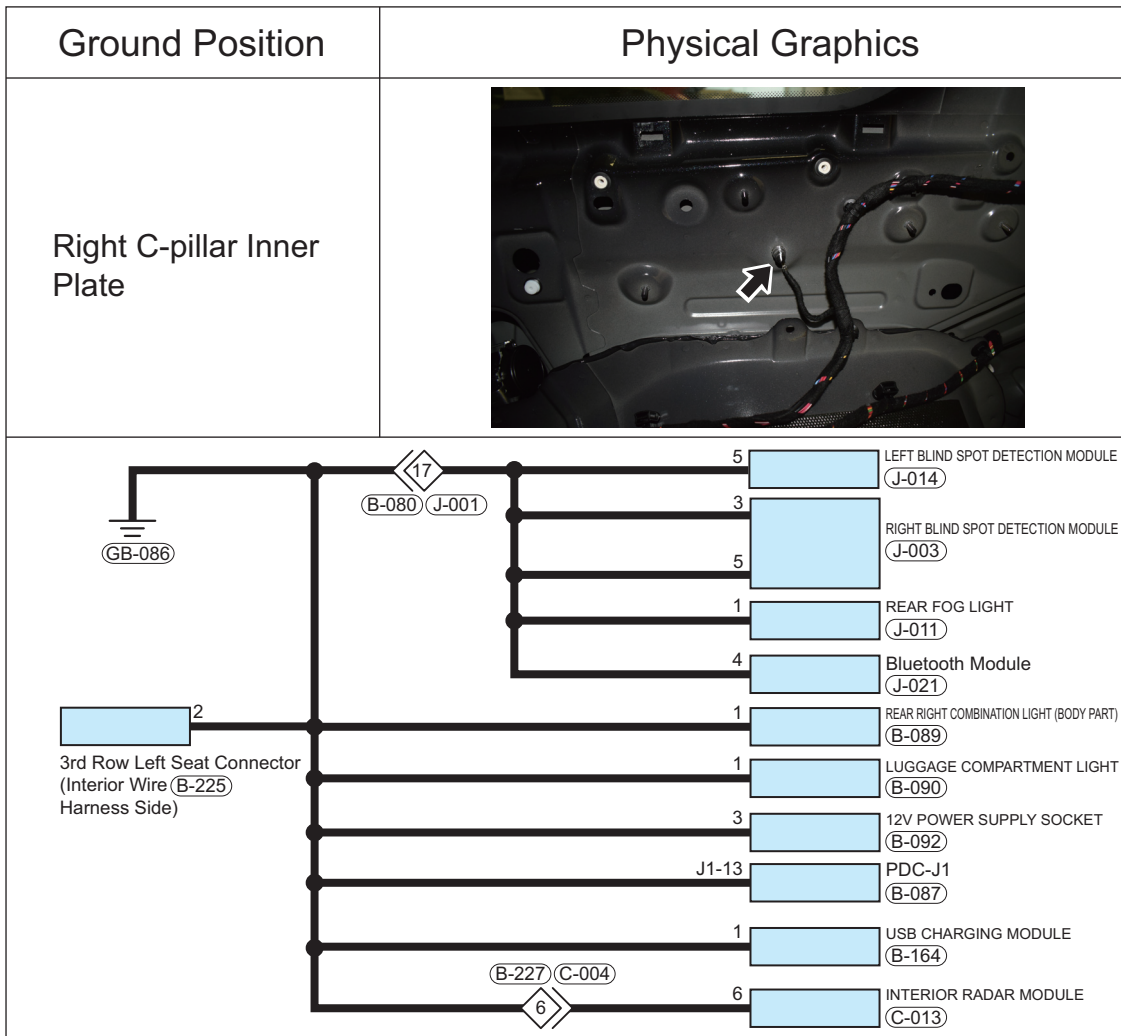 Ground Position
Physical Graphics
Right C-pillar Inner
Plate
17
B-080 J-001
GB-086
5
LEFT BLIND SPOT DETECTION MODULE
J-014
3
RIGHT BLIND SPOT DETECTION MODULE
J-003
5
1
REAR FOG LIGHT
J-011
4
Bluetooth Module
J-021
2
3rd Row Left Seat Connector
(Interior Wire B-225
Harness Side)
1
REAR RIGHT COMBINATION LIGHT (BODY PART)
B-089
1
LUGGAGE COMPARTMENT LIGHT
B-090
3
12V POWER SUPPLY SOCKET
B-092
J1-13
PDC-J1
B-087
1
USB CHARGING MODULE
B-164
B-227 C-004
6
6
INTERIOR RADAR MODULE
C-013